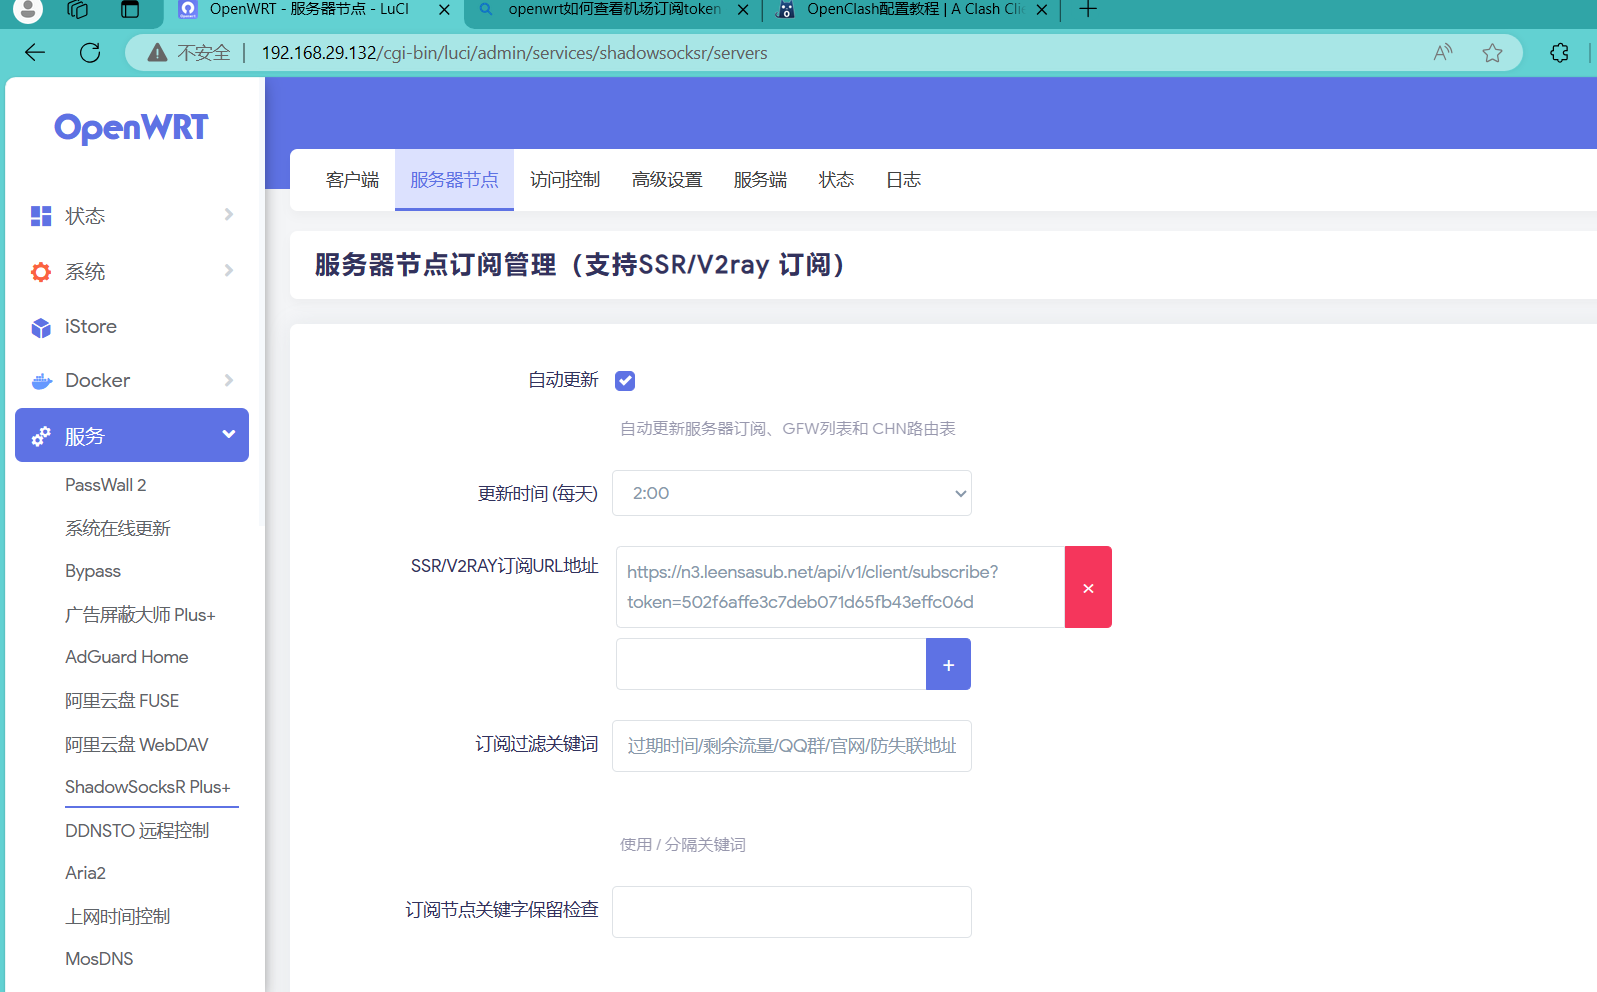 OpenWRT - 服务器节点 - LuCI
openwrt如何查看机场订阅token
OpenClash配置教程 | A Clash Clie
不安全
192.168.29.132/cgi-bin/luci/admin/services/shadowsocksr/servers
OpenWRT
状态
系统
iStore
Docker
服务
PassWall 2
系统在线更新
Bypass
广告屏蔽大师 Plus+
AdGuard Home
阿里云盘 FUSE
阿里云盘 WebDAV
ShadowSocksR Plus+
DDNSTO 远程控制
Aria2
上网时间控制
MosDNS
客户端 服务器节点 访问控制 高级设置 服务端 状态 日志
服务器节点订阅管理（支持SSR/V2ray 订阅）
自动更新
自动更新服务器订阅、GFW列表和 CHN路由表
更新时间 (每天) 2:00
SSR/V2RAY订阅URL地址
https://n3.leensasub.net/api/v1/client/subscribe?
token=502f6affe3c7deb071d65fb43effc06d
订阅过滤关键词 过期时间/剩余流量/QQ群/官网/防失联地址
使用 / 分隔关键词
订阅节点关键字保留检查